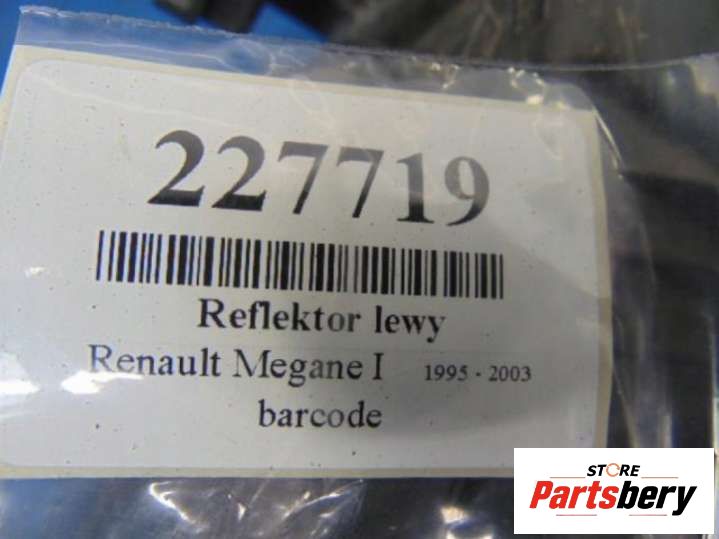 227719
Reflektor lewy
Renault Megane I 1995 - 2003
barcode
STORE
Partsbery